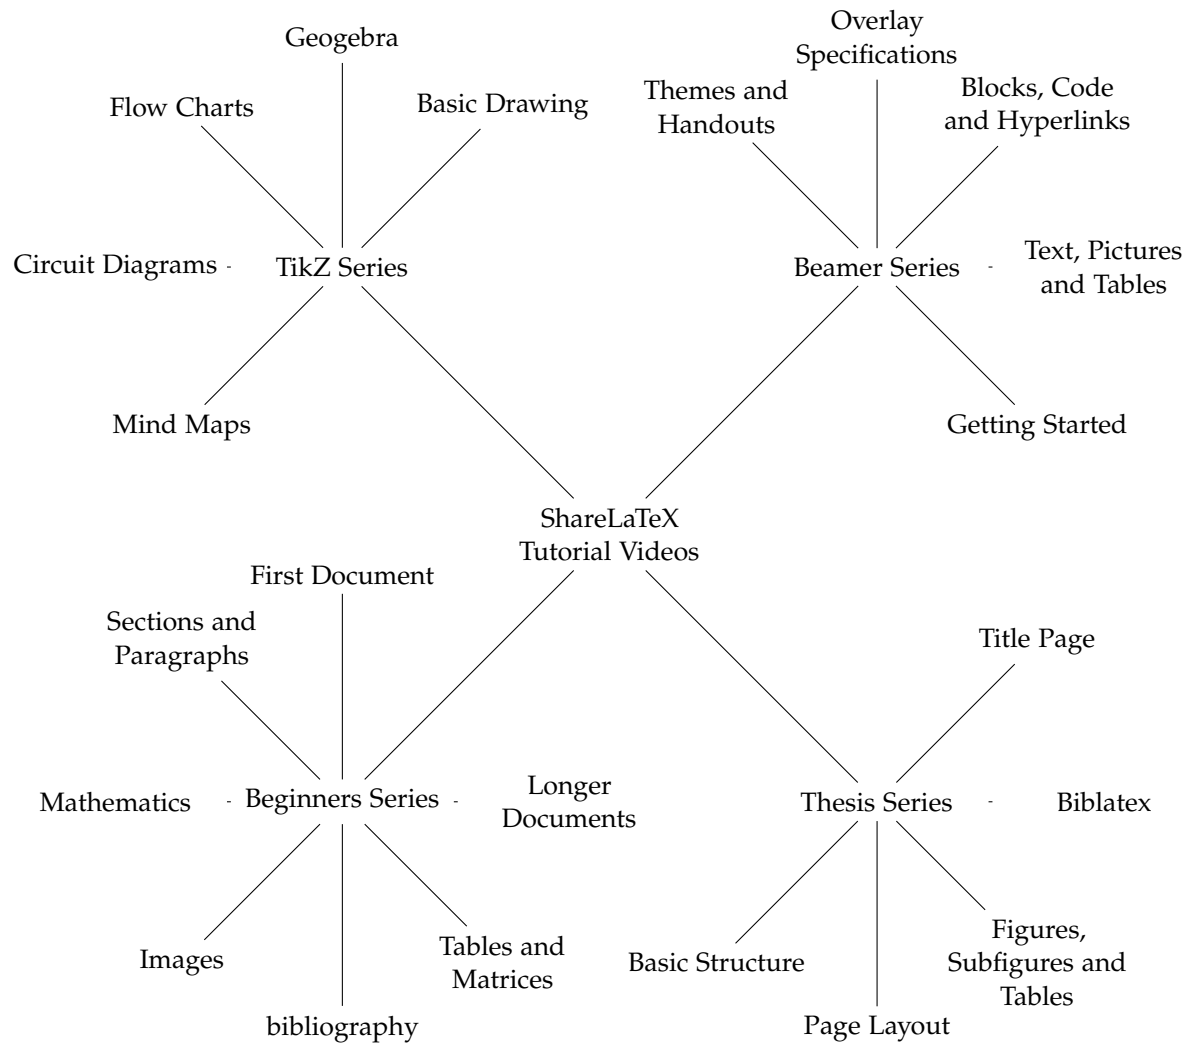 Geogebra
Flow Charts
Basic Drawing
Circuit Diagrams
TikZ Series
Mind Maps
Overlay
Specifications
Themes and
Handouts
Blocks, Code
and Hyperlinks
Beamer Series
Text, Pictures
and Tables
Getting Started
ShareLaTeX
Tutorial Videos
First Document
Sections and
Paragraphs
Mathematics
Beginners Series
Longer
Documents
Images
Tables and
Matrices
bibliography
Title Page
Thesis Series
Biblatex
Basic Structure
Figures,
Subfigures and
Tables
Page Layout